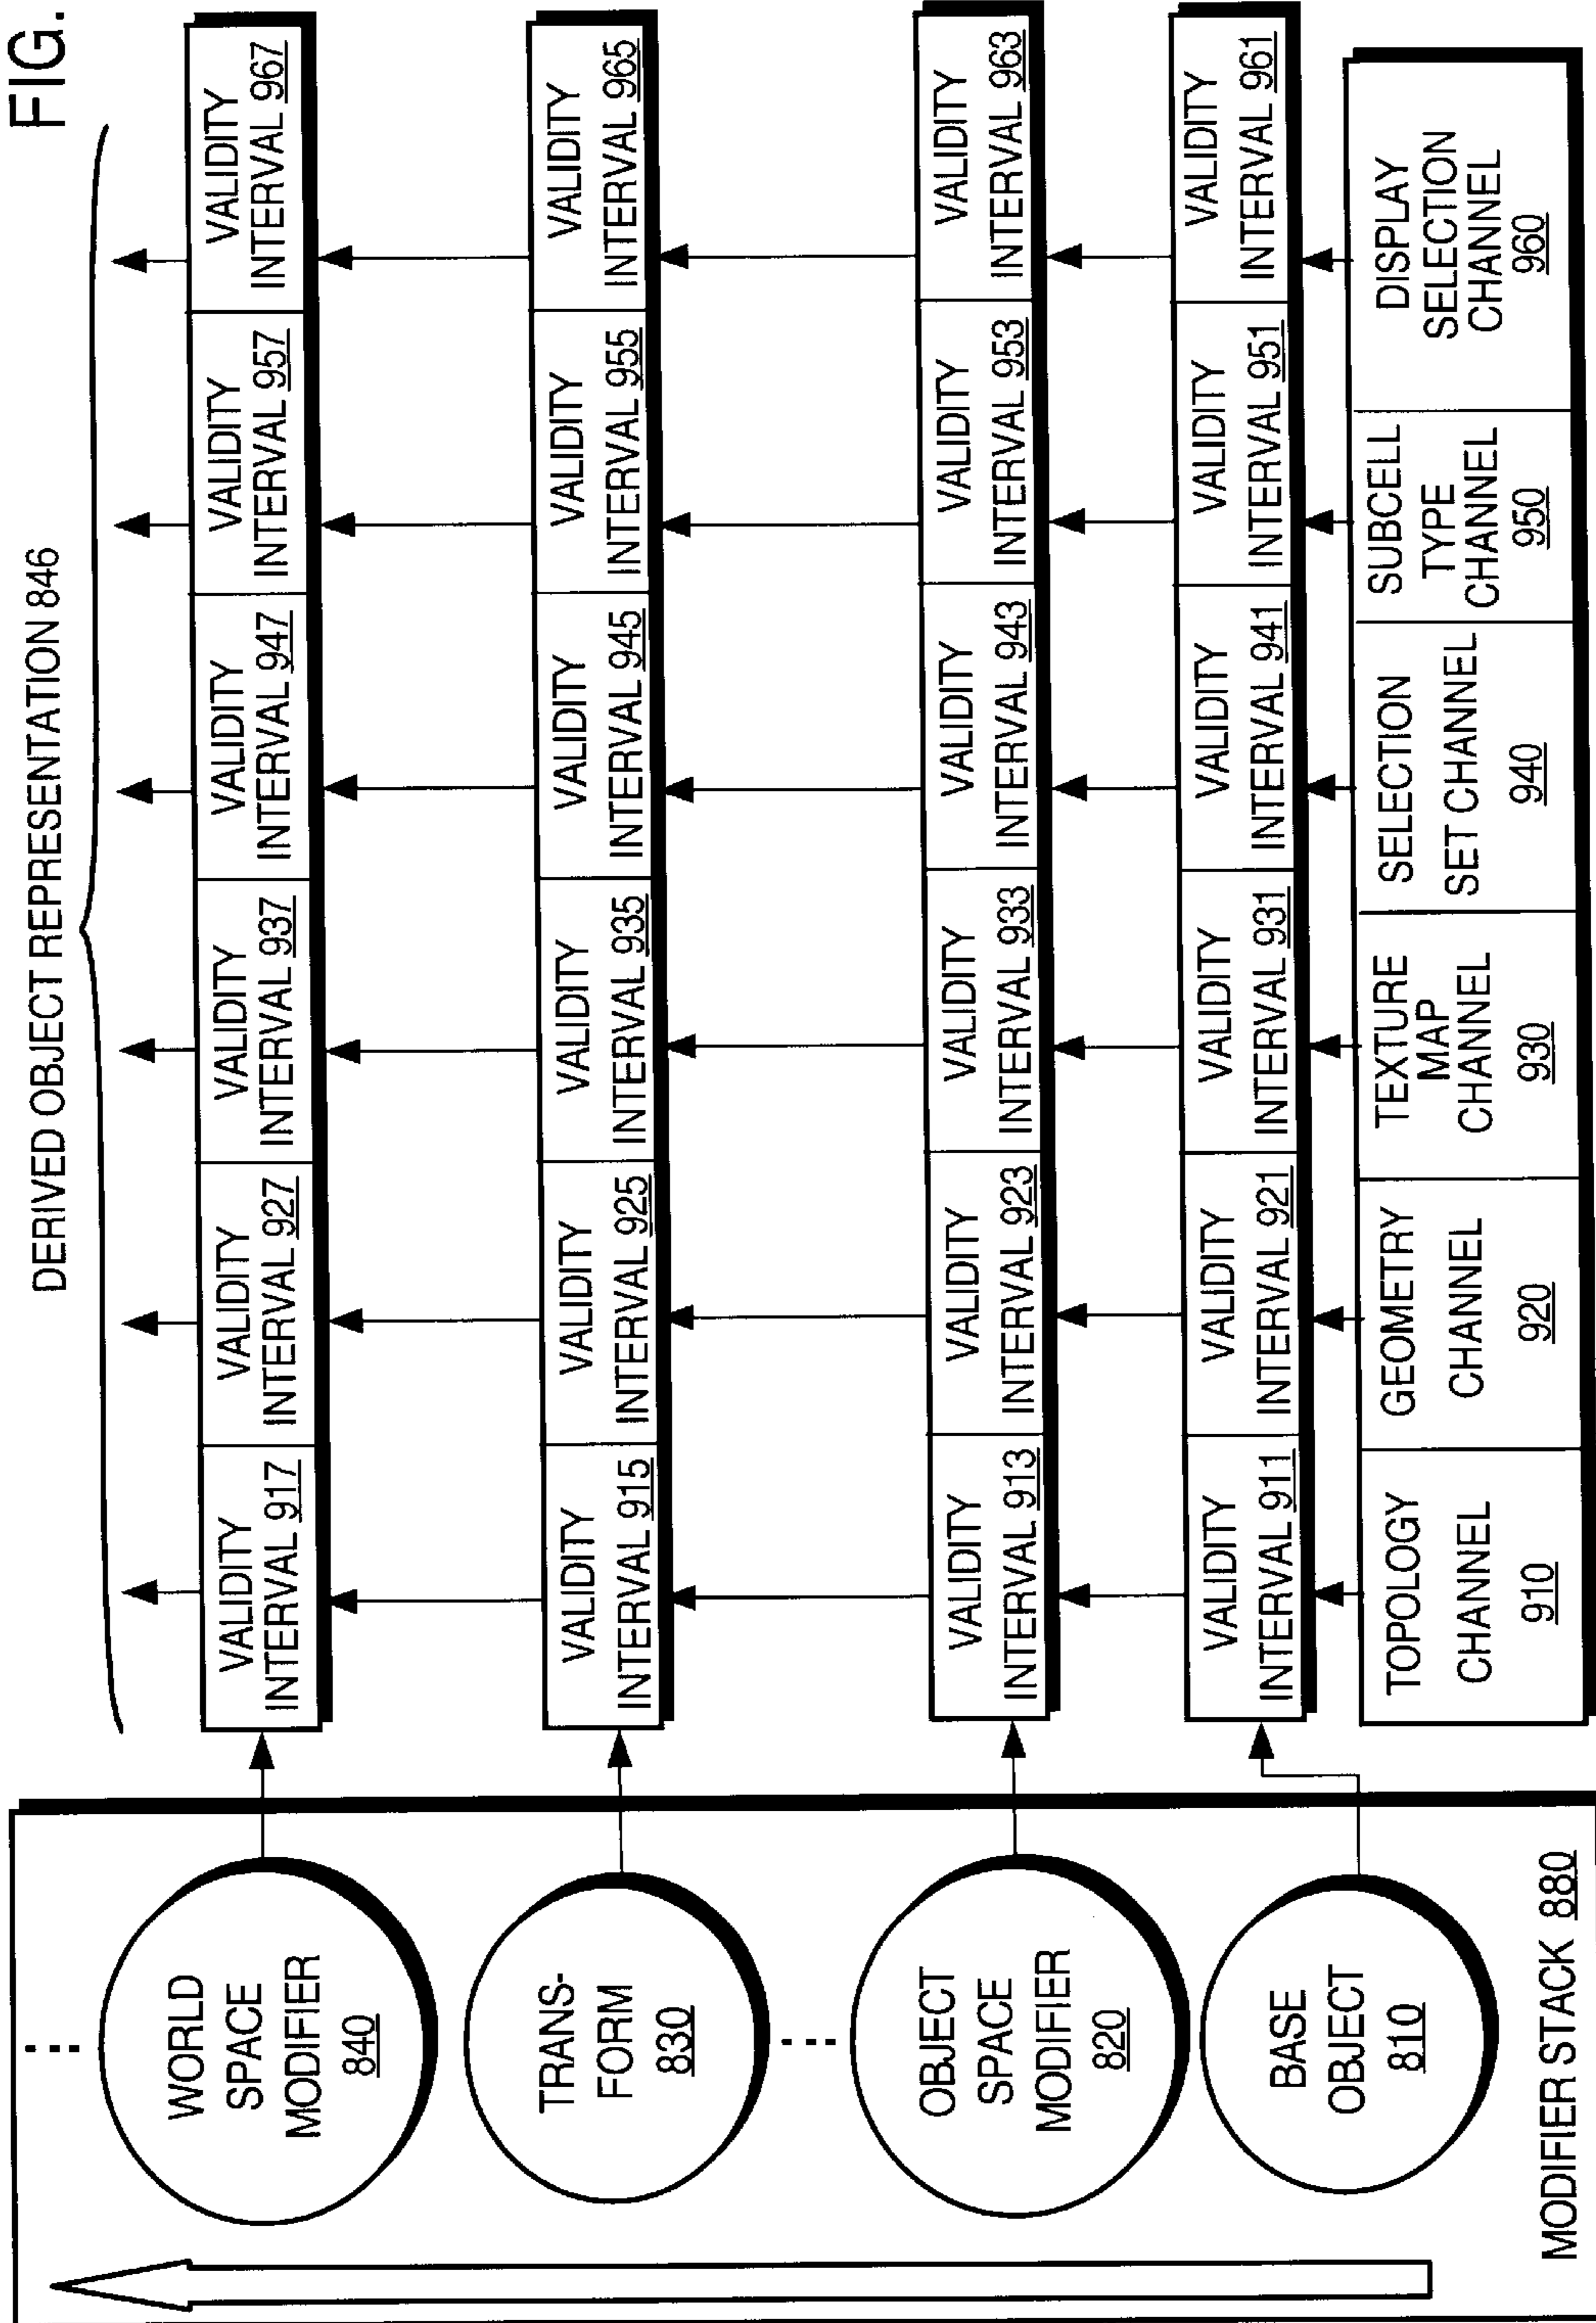 FIG.
DERIVED OBJECT REPRESENTATION 846
⋮
WORLD
SPACE
MODIFIER
840
VALIDITY
INTERVAL 917
VALIDITY
INTERVAL 927
VALIDITY
INTERVAL 937
VALIDITY
INTERVAL 947
VALIDITY
INTERVAL 957
VALIDITY
INTERVAL 967
TRANS-
FORM
830
VALIDITY
INTERVAL 915
VALIDITY
INTERVAL 925
VALIDITY
INTERVAL 935
VALIDITY
INTERVAL 945
VALIDITY
INTERVAL 955
VALIDITY
INTERVAL 965
⋮
OBJECT
SPACE
MODIFIER
820
VALIDITY
INTERVAL 913
VALIDITY
INTERVAL 923
VALIDITY
INTERVAL 933
VALIDITY
INTERVAL 943
VALIDITY
INTERVAL 953
VALIDITY
INTERVAL 963
BASE
OBJECT
810
VALIDITY
INTERVAL 911
VALIDITY
INTERVAL 921
VALIDITY
INTERVAL 931
VALIDITY
INTERVAL 941
VALIDITY
INTERVAL 951
VALIDITY
INTERVAL 961
MODIFIER STACK 880
TOPOLOGY
CHANNEL
910
GEOMETRY
CHANNEL
920
TEXTURE
MAP
CHANNEL
930
SELECTION
SET CHANNEL
940
SUBCELL
TYPE
CHANNEL
950
DISPLAY
SELECTION
CHANNEL
960